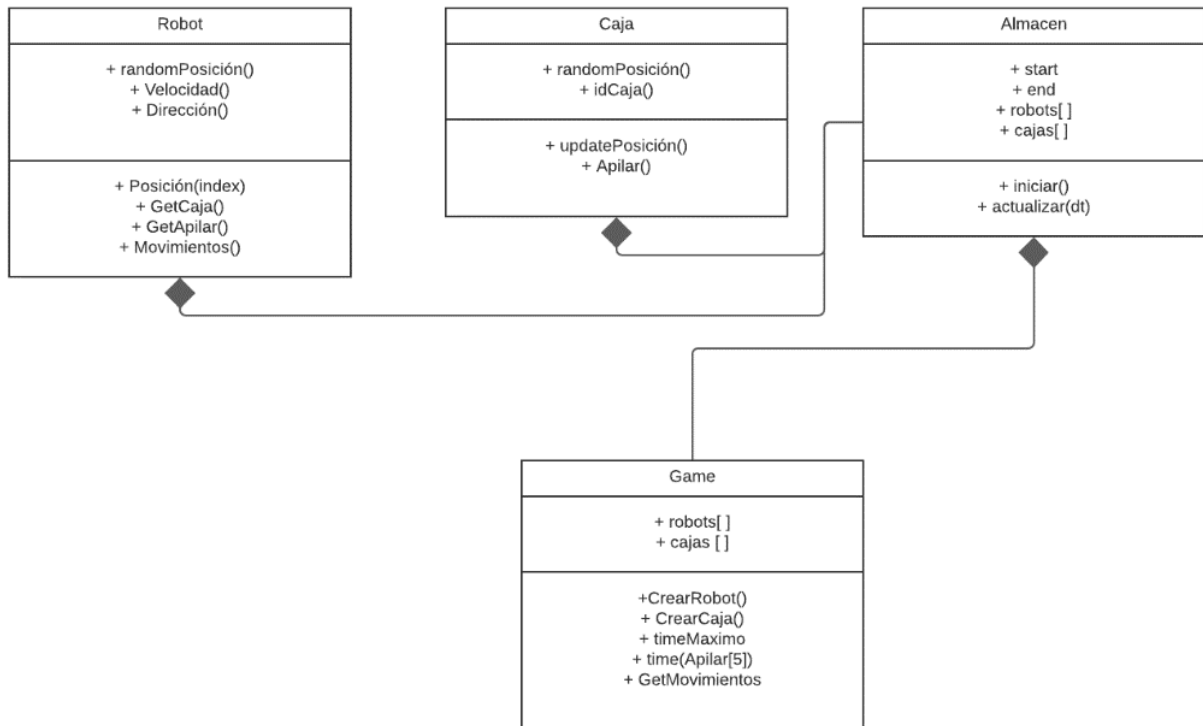 Robot
+ randomPosición()
+ Velocidad()
+ Dirección()
+ Posición(index)
+ GetCaja()
+ GetApilar()
+ Movimientos()
Caja
+ randomPosición()
+ idCaja()
+ updatePosición()
+ Apilar()
Almacen
+ start
+ end
+ robots[ ]
+ cajas[ ]
+ iniciar()
+ actualizar(dt)
Game
+ robots[ ]
+ cajas [ ]
+CrearRobot()
+ CrearCaja()
+ timeMaximo
+ time(Apilar[5])
+ GetMovimientos